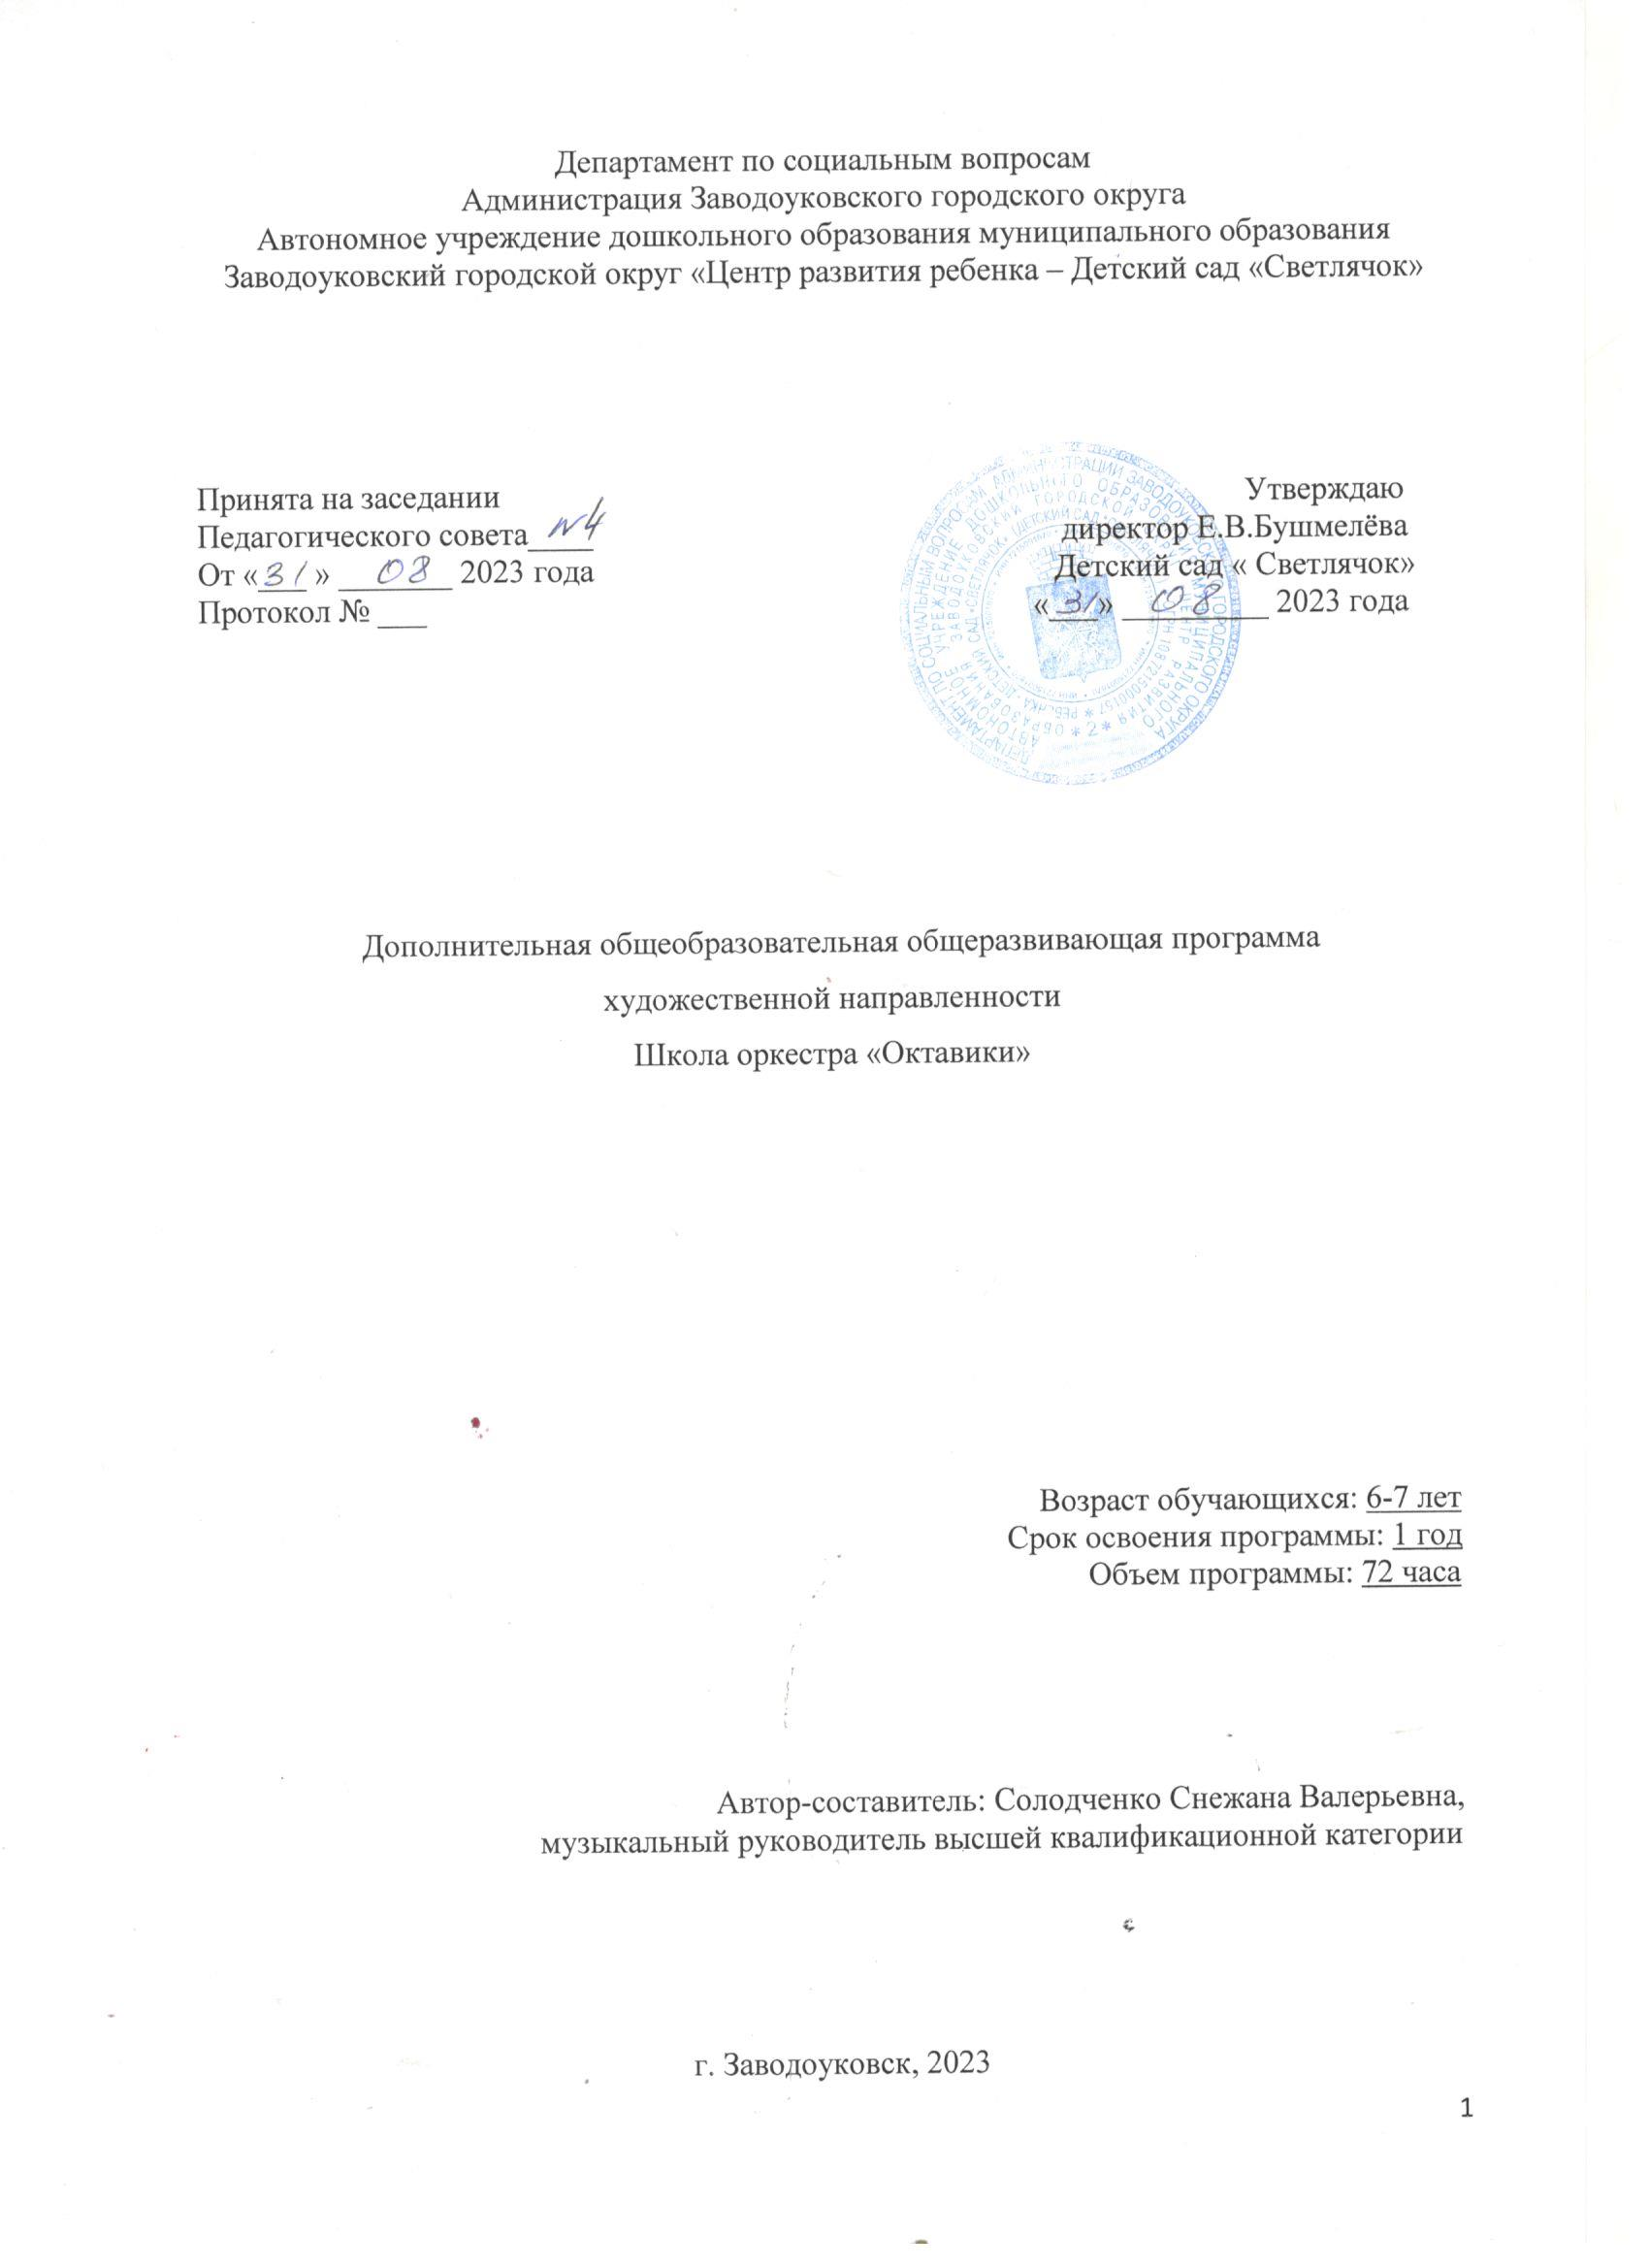 Департамент по социальным вопросам
Администрация Заводоуковского городского округа
Автономное учреждение дошкольного образования муниципального образования
Заводоуковский городской округ «Центр развития ребенка – Детский сад «Светлячок»
Принята на заседании
Педагогического совета №4
От «31» 08 2023 года
Протокол № ___
Утверждаю
директор Е.В.Бушмелёва
Детский сад « Светлячок»
«31» 08 2023 года
Дополнительная общеобразовательная общеразвивающая программа
художественной направленности
Школа оркестра «Октавики»
Возраст обучающихся: 6-7 лет
Срок освоения программы: 1 год
Объем программы: 72 часа
Автор-составитель: Солодченко Снежана Валерьевна,
музыкальный руководитель высшей квалификационной категории
г. Заводоуковск, 2023
1